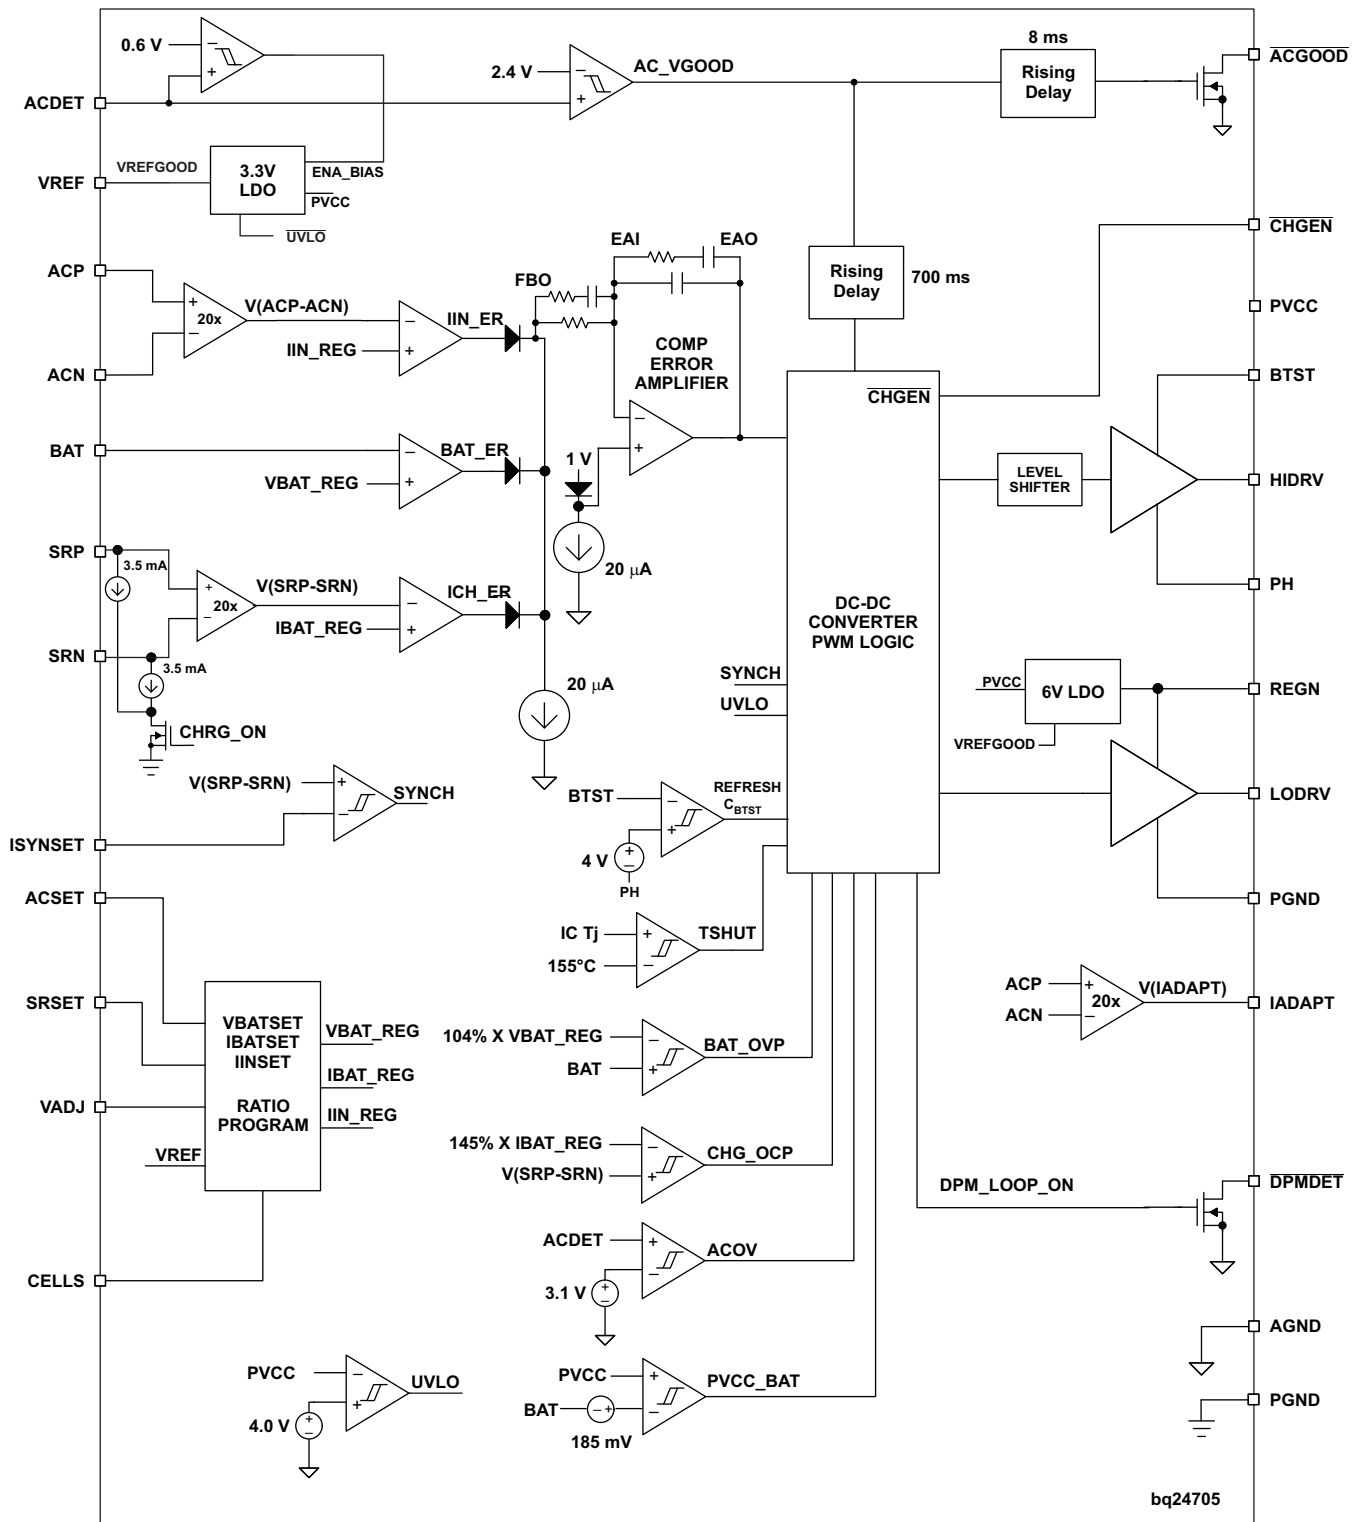 0.6 V
−
+
ACDET
2.4 V
−
+
AC_VGOOD
8 ms
Rising
Delay
ACGOOD
VREF
VREFGOOD
3.3V
LDO
ENA_BIAS
PVCC
UVLO
CHGEN
Rising
Delay
700 ms
PVCC
ACP
ACN
+
−
20x
V(ACP-ACN)
IIN_REG
−
+
IIN_ER
FBO
EAI
EAO
COMP
ERROR
AMPLIFIER
−
+
BAT
VBAT_REG
−
+
BAT_ER
1 V
20 µA
SRP
3.5 mA
SRN
3.5 mA
+
−
20x
V(SRP-SRN)
IBAT_REG
−
+
ICH_ER
20 µA
CHRG_ON
CHGEN
DC-DC
CONVERTER
PWM LOGIC
SYNCH
UVLO
BTST
LEVEL
SHIFTER
HIDRV
PH
PVCC
6V LDO
VREFGOOD
REGN
LODRV
PGND
V(SRP-SRN)
+
−
SYNCH
ISYNSET
BTST
−
+
REFRESH
CBTST
4 V
+
−
PH
IC Tj
155°C
+
−
TSHUT
ACSET
SRSET
VADJ
VREF
CELLS
VBATSET
IBATSET
IINSET
RATIO
PROGRAM
VBAT_REG
IBAT_REG
IIN_REG
104% X VBAT_REG
BAT
−
+
BAT_OVP
145% X IBAT_REG
V(SRP-SRN)
−
+
CHG_OCP
ACDET
+
−
ACOV
3.1 V
+
−
PVCC
BAT
− +
185 mV
+
−
PVCC_BAT
PVCC
−
+
UVLO
4.0 V
+
−
ACP
ACN
+
−
20x
V(IADAPT)
IADAPT
DPM_LOOP_ON
DPMDET
AGND
PGND
bq24705